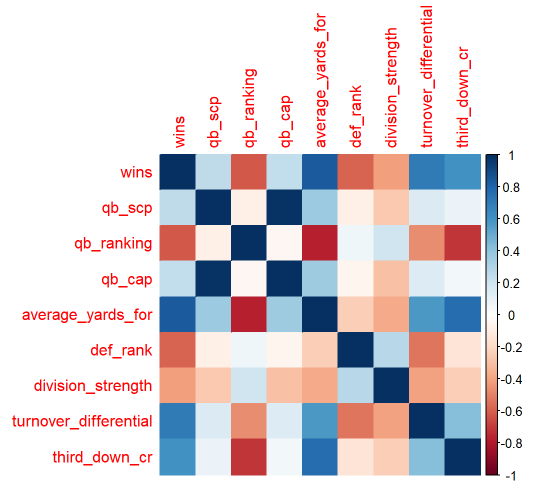 wins
qb_scp
qb_ranking
qb_cap
average_yards_for
def_rank
division_strength
turnover_differential
third_down_cr
wins
qb_scp
qb_ranking
qb_cap
average_yards_for
def_rank
division_strength
turnover_differential
third_down_cr
1
0.8
0.6
0.4
0.2
0
-0.2
-0.4
-0.6
-0.8
-1